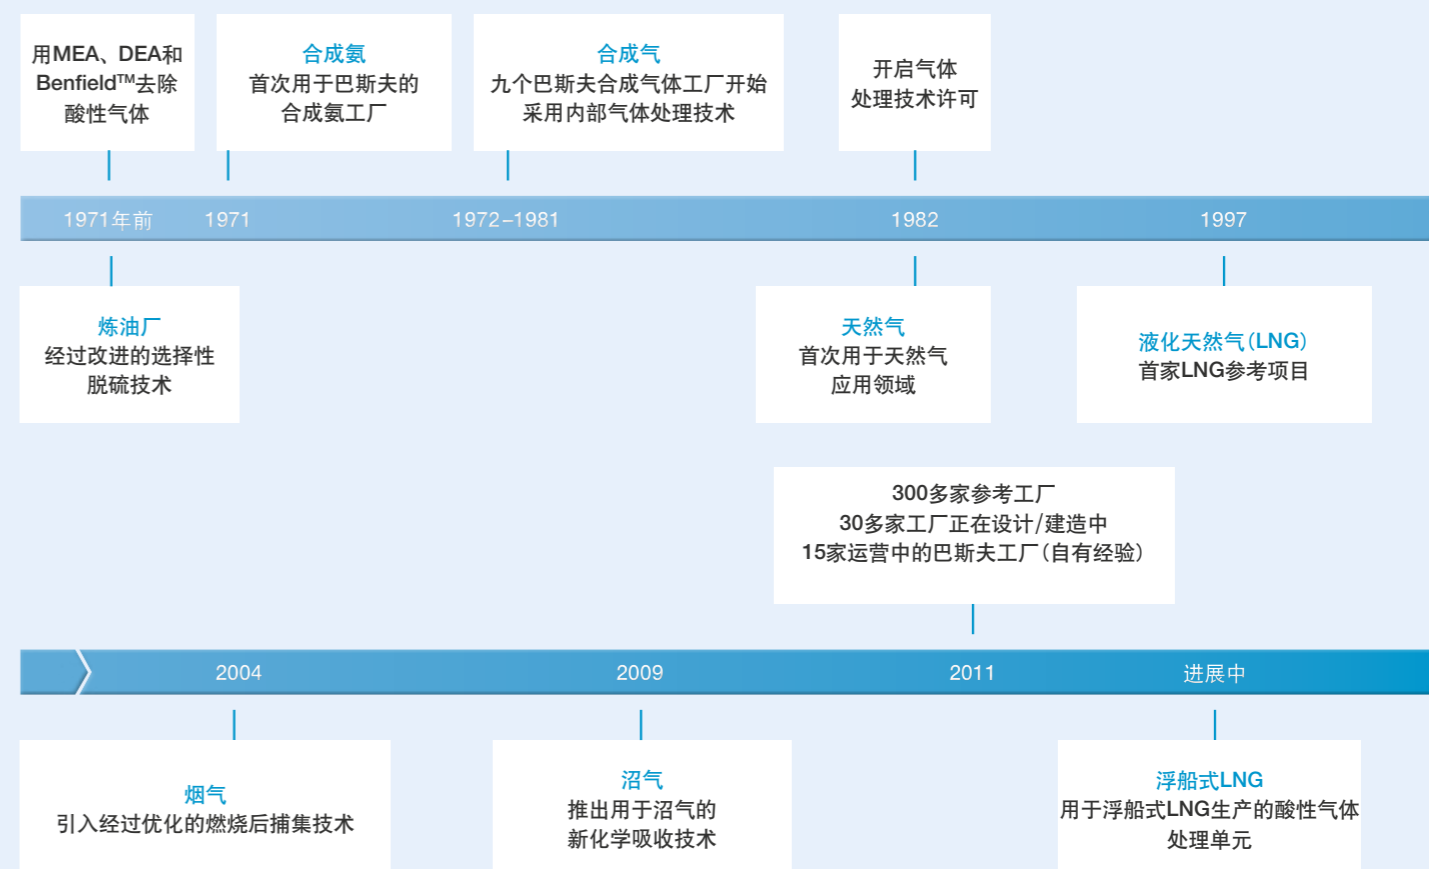 用MEA、DEA和
Benfield™去除
酸性气体
合成氨
首次用于巴斯夫的
合成氨工厂
合成气
九个巴斯夫合成气体工厂开始
采用内部气体处理技术
开启气体
处理技术许可
1971年前
1971
1972–1981
1982
1997
炼油厂
经过改进的选择性
脱硫技术
天然气
首次用于天然气
应用领域
液化天然气(LNG)
首家LNG参考项目
300多家参考工厂
30多家工厂正在设计/建造中
15家运营中的巴斯夫工厂(自有经验)
2004
2009
2011
进展中
烟气
引入经过优化的燃烧后捕集技术
沼气
推出用于沼气的
新化学吸收技术
浮船式LNG
用于浮船式LNG生产的酸性气体
处理单元